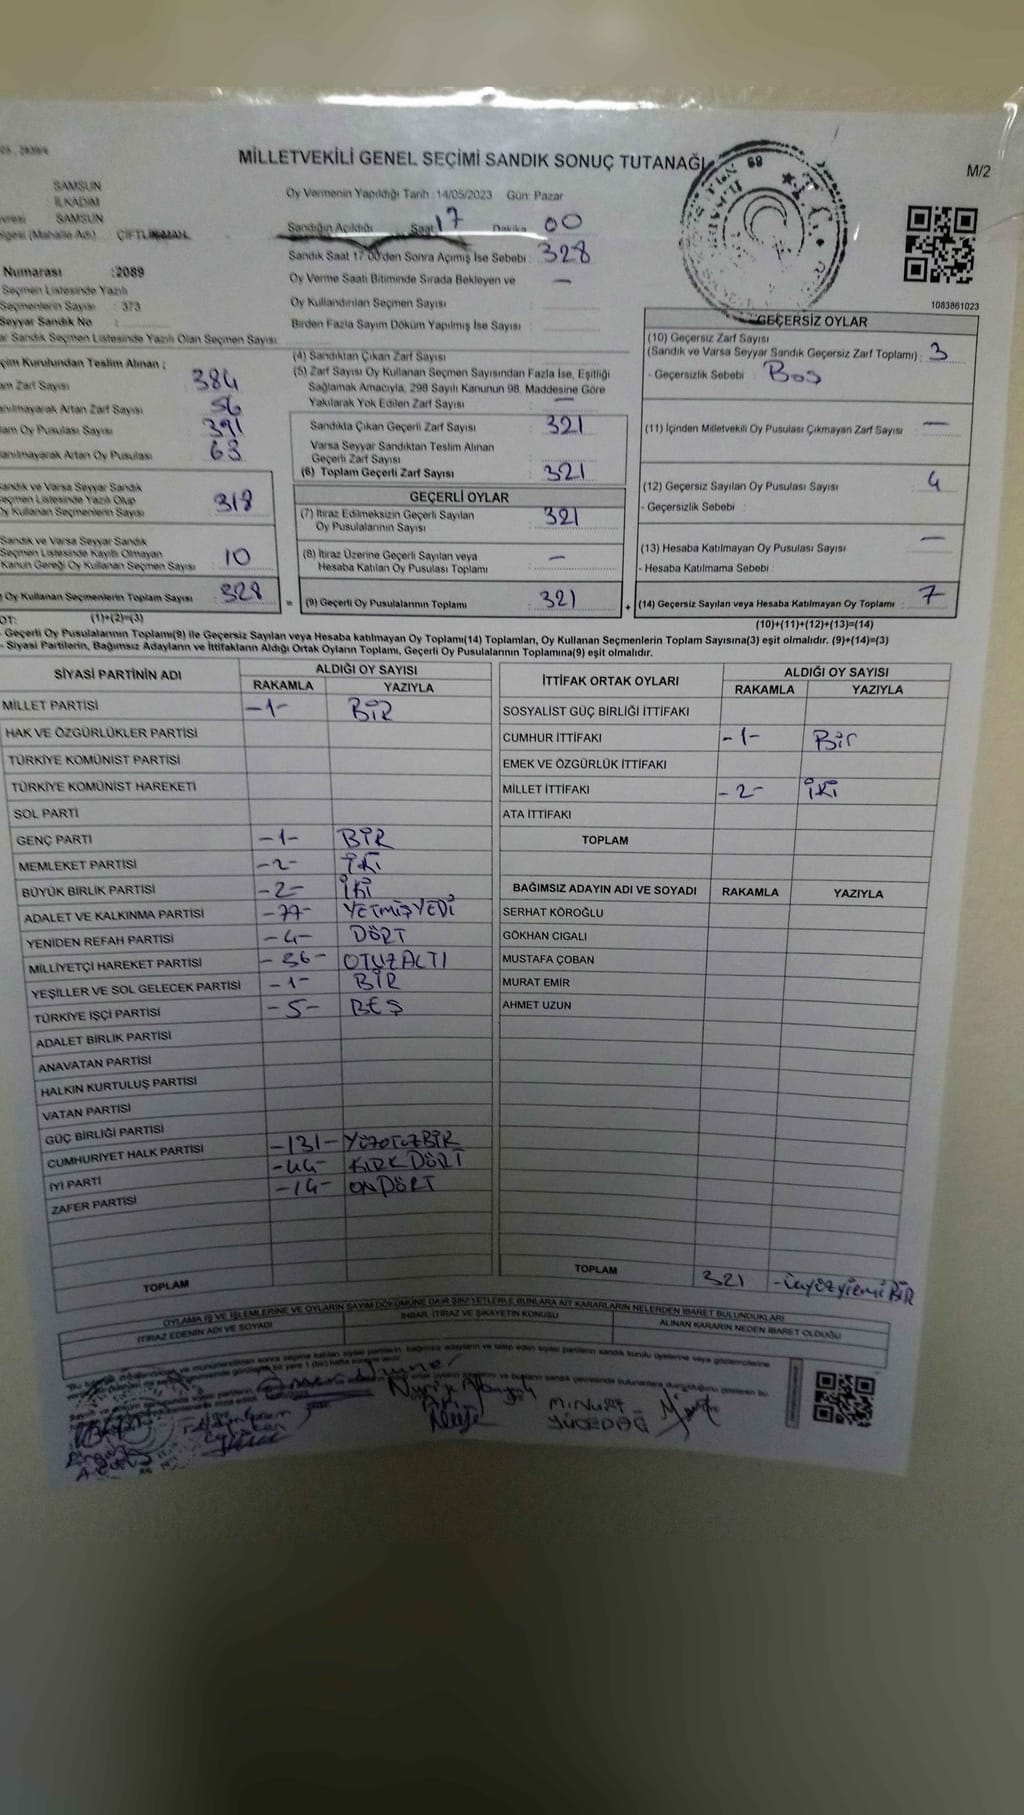 MİLLETVEKİLİ GENEL SEÇİMİ SANDIK SONUÇ TUTANAĞI
M/2
SAMSUN
İLKADIM
SAMSUN
(Mahalle Adı) : ÇİFTLİKMAH.
Numarası :2089
Seçmen Listesinde Yazılı
Seçmenlerin Sayısı : 373
Seyyar Sandık No :
Sandık Seçmen Listesinde Yazılı Olan Seçmen Sayısı
Oy Vermenin Yapıldığı Tarih : 14/05/2023 Gün: Pazar
Sandığın Açıldığı Saat 17 Dakika 00
Sandık Saat 17:00'den Sonra Açımış İse Sebebi : 328
Oy Verme Saati Bitiminde Sırada Bekleyen ve —
Oy Kullandırılan Seçmen Sayısı
Birden Fazla Sayım Döküm Yapılmış İse Sayısı
1083861023
Kurulundan Teslim Alınan ;
Zarf Sayısı 384
Artan Zarf Sayısı 56
Oy Pusulası Sayısı 391
Artan Oy Pusulası 63
Sandık ve Varsa Seyyar Sandık
Seçmen Listesinde Yazılı Olup
Oy Kullanan Seçmenlerin Sayısı 318
Sandık ve Varsa Seyyar Sandık
Seçmen Listesinde Kayıtlı Olmayan
Kanun Gereği Oy Kullanan Seçmen Sayısı 10
Oy Kullanan Seçmenlerin Toplam Sayısı 328
(1)+(2)=(3)
(4) Sandıktan Çıkan Zarf Sayısı
(5) Zarf Sayısı Oy Kullanan Seçmen Sayısından Fazla İse, Eşitliği
Sağlamak Amacıyla, 298 Sayılı Kanunun 98. Maddesine Göre
Yakılarak Yok Edilen Zarf Sayısı —
Sandıkta Çıkan Geçerli Zarf Sayısı 321
Varsa Seyyar Sandıktan Teslim Alınan
Geçerli Zarf Sayısı
(6) Toplam Geçerli Zarf Sayısı 321
GEÇERLİ OYLAR
(7) İtiraz Edilmeksizin Geçerli Sayılan
Oy Pusulalarının Sayısı 321
(8) İtiraz Üzerine Geçerli Sayılan veya
Hesaba Katılan Oy Pusulası Toplamı —
= (9) Geçerli Oy Pusulalarının Toplamı 321
GEÇERSİZ OYLAR
(10) Geçersiz Zarf Sayısı
(Sandık ve Varsa Seyyar Sandık Geçersiz Zarf Toplamı) : 3
- Geçersizlik Sebebi : Boş
(11) İçinden Milletvekili Oy Pusulası Çıkmayan Zarf Sayısı —
(12) Geçersiz Sayılan Oy Pusulası Sayısı 4
- Geçersizlik Sebebi :
(13) Hesaba Katılmayan Oy Pusulası Sayısı —
- Hesaba Katılmama Sebebi :
+ (14) Geçersiz Sayılan veya Hesaba Katılmayan Oy Toplamı : 7
(10)+(11)+(12)+(13)=(14)
- Geçerli Oy Pusulalarının Toplamı(9) ile Geçersiz Sayılan veya Hesaba katılmayan Oy Toplamı(14) Toplamları, Oy Kullanan Seçmenlerin Toplam Sayısına(3) eşit olmalıdır. (9)+(14)=(3)
- Siyasi Partilerin, Bağımsız Adayların ve İttifakların Aldığı Ortak Oyların Toplamı, Geçerli Oy Pusulalarının Toplamına(9) eşit olmalıdır.
SİYASİ PARTİNİN ADI ALDIĞI OY SAYISI
RAKAMLA YAZIYLA
MİLLET PARTİSİ -1- BİR
HAK VE ÖZGÜRLÜKLER PARTİSİ
TÜRKİYE KOMÜNİST PARTİSİ
TÜRKİYE KOMÜNİST HAREKETİ
SOL PARTİ
GENÇ PARTİ -1- BİR
MEMLEKET PARTİSİ -2- İKİ
BÜYÜK BİRLİK PARTİSİ -2- İKİ
ADALET VE KALKINMA PARTİSİ -77- YETMİŞYEDİ
YENİDEN REFAH PARTİSİ -4- DÖRT
MİLLİYETÇİ HAREKET PARTİSİ -36- OTUZALTI
YEŞİLLER VE SOL GELECEK PARTİSİ -1- BİR
TÜRKİYE İŞÇİ PARTİSİ -5- BEŞ
ADALET BİRLİK PARTİSİ
ANAVATAN PARTİSİ
HALKIN KURTULUŞ PARTİSİ
VATAN PARTİSİ
GÜÇ BİRLİĞİ PARTİSİ
CUMHURİYET HALK PARTİSİ -131- YÜZOTUZBİR
İYİ PARTİ -44- KIRKDÖRT
ZAFER PARTİSİ -14- ONDÖRT
TOPLAM
İTTİFAK ORTAK OYLARI ALDIĞI OY SAYISI
RAKAMLA YAZIYLA
SOSYALİST GÜÇ BİRLİĞİ İTTİFAKI
CUMHUR İTTİFAKI -1- Bir
EMEK VE ÖZGÜRLÜK İTTİFAKI
MİLLET İTTİFAKI -2- İKİ
ATA İTTİFAKI
TOPLAM
BAĞIMSIZ ADAYIN ADI VE SOYADI RAKAMLA YAZIYLA
SERHAT KÖROĞLU
GÖKHAN CIGALI
MUSTAFA ÇOBAN
MURAT EMİR
AHMET UZUN
TOPLAM 321 -üçyüzyirmiBİR
OYLAMA İŞ VE İŞLEMLERİNE VE OYLARIN SAYIM DÖKÜMÜNE DAİR ŞİKAYETLERLE BUNLARA AİT KARARLARIN NELERDEN İBARET BULUNDUKLARI
İTİRAZ EDENİN ADI VE SOYADI
İHBAR, İTİRAZ VE ŞİKAYETİN KONUSU
ALINAN KARARIN NEDEN İBARET OLDUĞU
YÜCEDAĞ